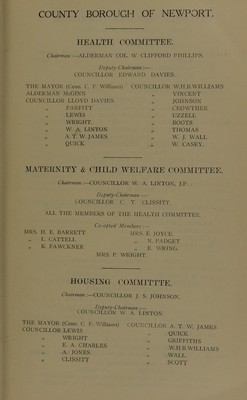 COUNTY BOROUGH OF NEWPORT.
HEALTH COMMITTEE.
Chairman—ALDERMAN COL. W. CLIFFORD PHILLIPS.
Deputy-Chairman:—
COUNCILLOR EDWARD DAVIES.
THE MAYOR (Coun. C. F. Williams) COUNCILLOR W.H.B.WILLIAMS
ALDERMAN McGINN „ VINCENT
COUNCILLOR LLOYD DAVIES „ JOHNSON
„ PARFITT „ CROWTHER
„ LEWIS „ UZZELL
„ WRIGHT. „ ROOTS
„ W. A. LINTON „ THOMAS
„ A. T. W. JAMES „ W. J. WALL
„ QUICK „ W. CASEY.
MATERNITY & CHILD WELFARE COMMITTEE.
Chairman:—COUNCILLOR W. A. LINTON, J.P.
Deputy-Chairman:—
COUNCILLOR C. T. CLISSITT.
ALL THE MEMBERS OF THE HEALTH COMMITTEE.
Co-opted Members:—
MRS. H. E. BARRETT MRS. E. JOYCE.
„ I. CATTELL „ N. PADGET
„ K. FAWCKNER „ E. WRING.
MRS. P. WRIGHT.
HOUSING COMMITTTE.
Chairman:—COUNCILLOR J. S. JOHNSON.
Deputy-Chairman:—
COUNCILLOR W. A. LINTON.
THE MAYOR (Coun. C. F. Williams) COUNCILLOR A. T. W. JAMES
COUNCILLOR LEWIS „ QUICK
„ WRIGHT „ GRIFFITHS
„ E. A. CHARLES „ W.H.B.WILLIAMS
„ A. JONES „ WALL
„ CLISSITT „ SCOTT